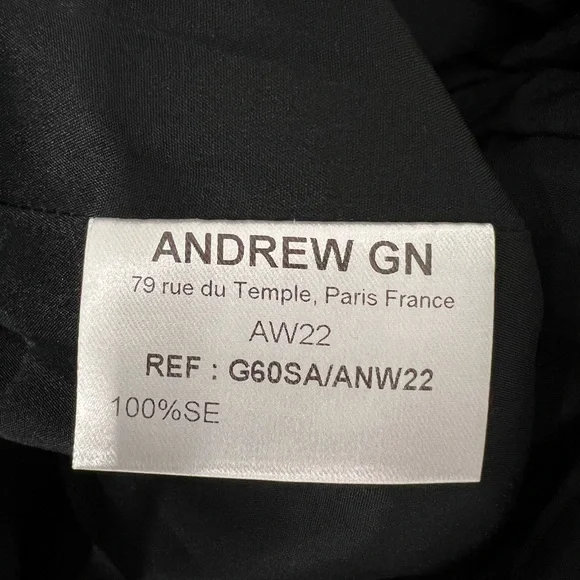 ANDREW GN
79 rue du Temple, Paris France
AW22
REF : G60SA/ANW22
100%SE